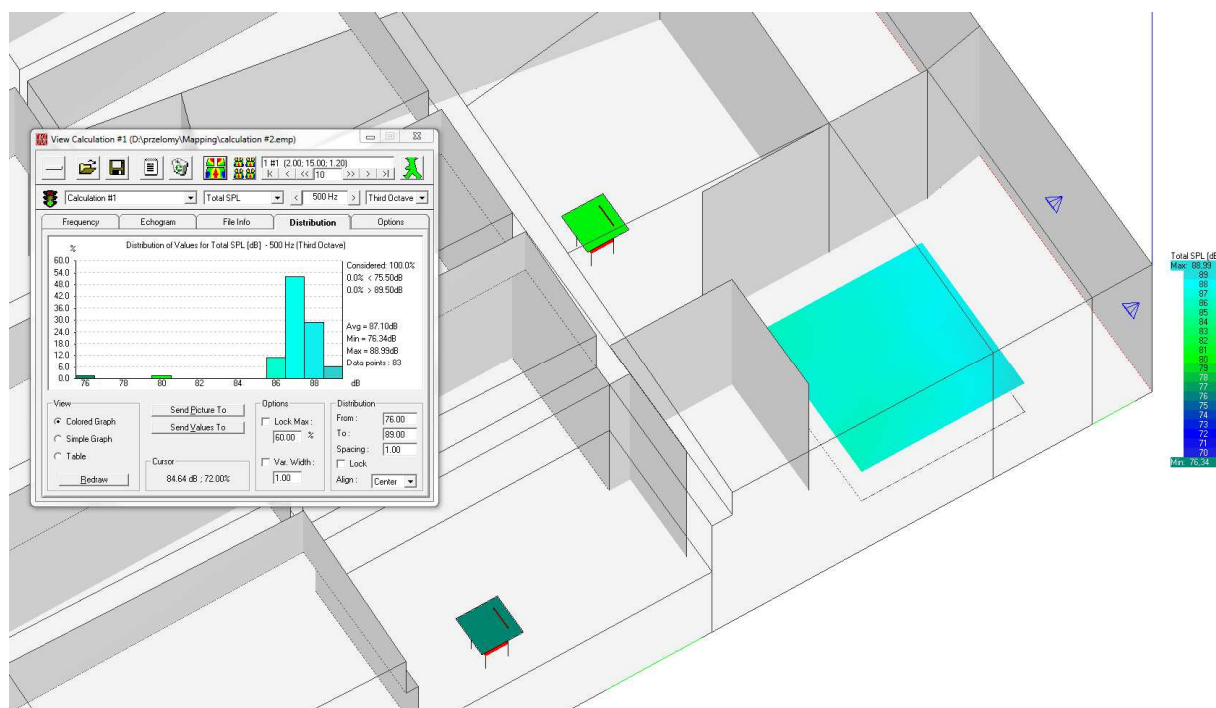 View Calculation #1 (D:\przelomy\Mapping\calculation #2.emp)
1 #1 (2.00; 15.00; 1.20)
K < << 10 >> > >|
Calculation #1 Total SPL < 500 Hz > Third Octave
Frequency Echogram File Info Distribution Options
Distribution of Values for Total SPL [dB] - 500 Hz (Third Octave)
%
60.0
54.0
48.0
42.0
36.0
30.0
24.0
18.0
12.0
6.0
0.0
76 78 80 82 84 86 88 dB
Considered: 100.0%
0.0% < 75.50dB
0.0% > 89.50dB
Avg = 87.10dB
Min = 76.34dB
Max = 88.99dB
Data points : 83
View
Colored Graph
Simple Graph
Table
Redraw
Send Picture To
Send Values To
Cursor
84.64 dB ; 72.00%
Options
Lock Max :
60.00 %
Var. Width :
1.00
Distribution
From : 76.00
To : 89.00
Spacing : 1.00
Lock
Align : Center
Total SPL [dB
Max: 88.99
89
88
87
86
85
84
83
82
81
80
79
78
77
76
75
74
73
72
71
70
Min: 76.34